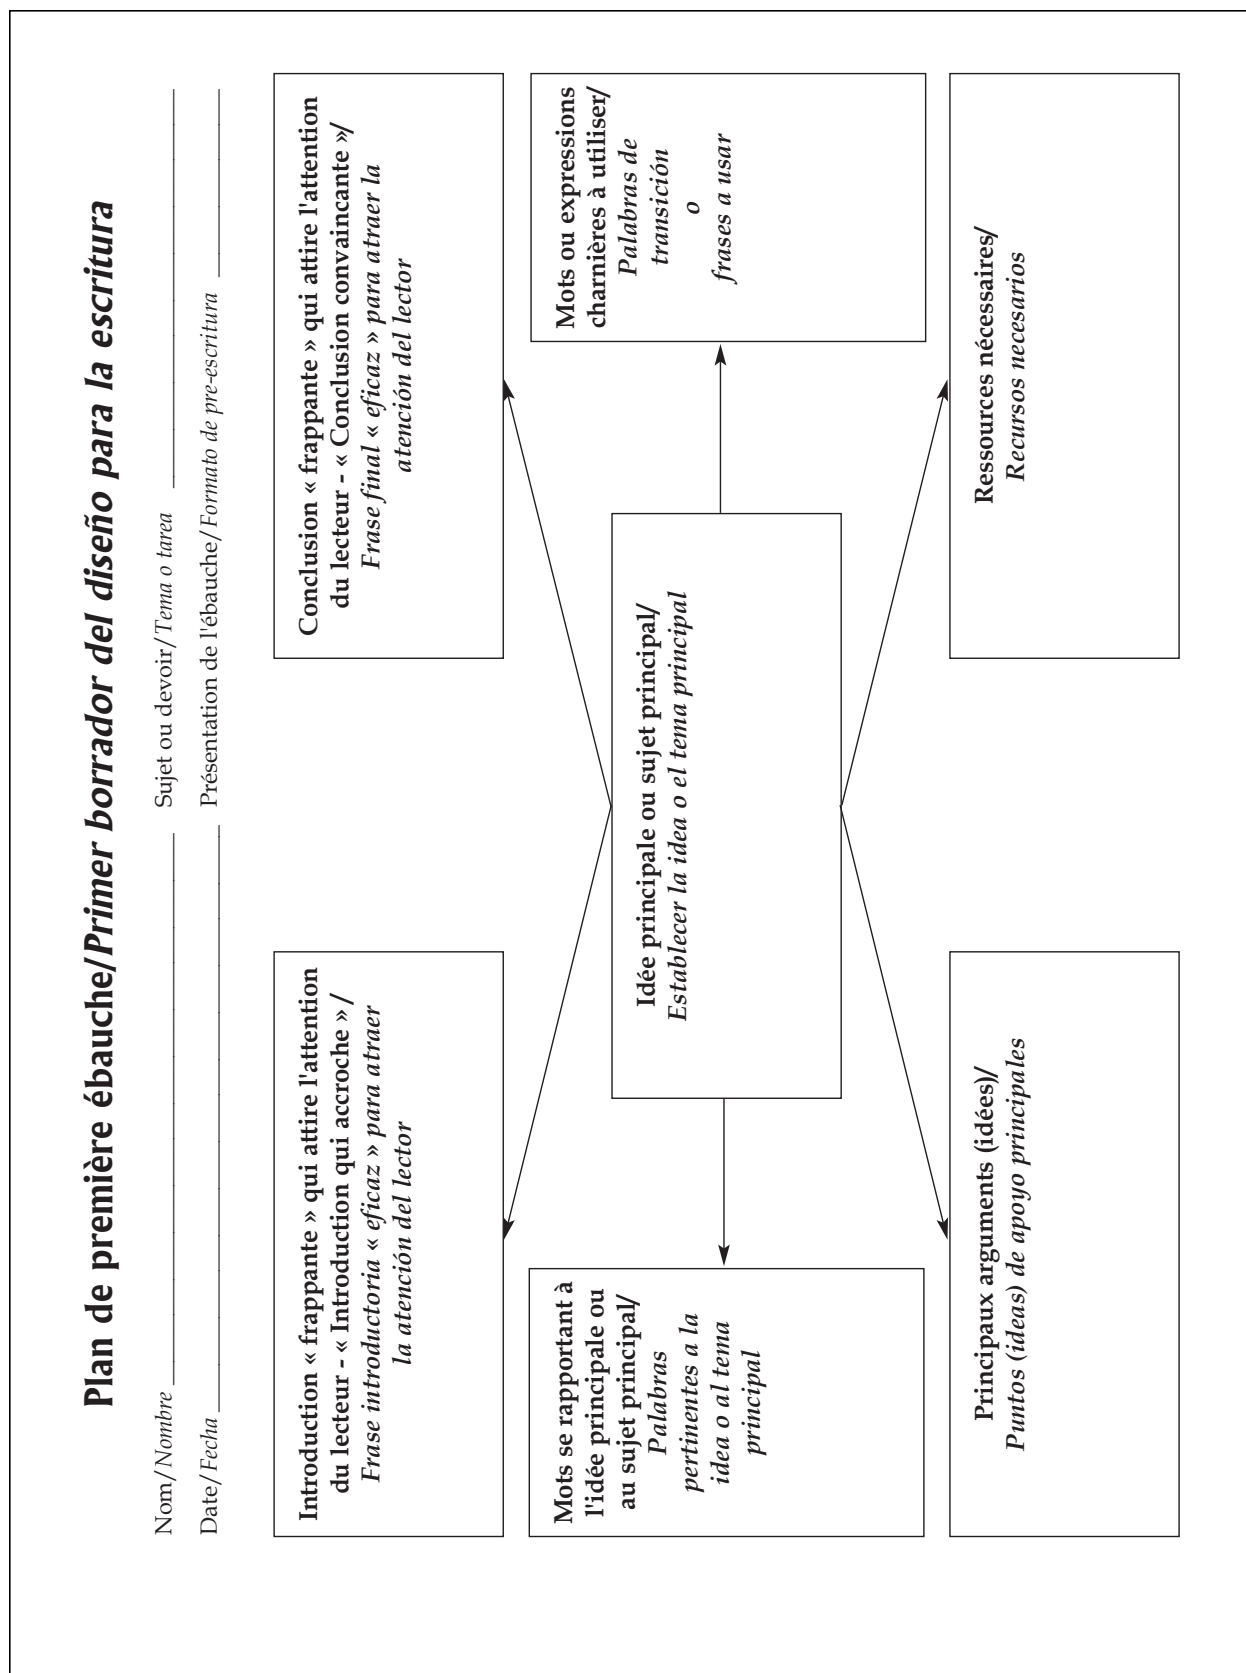 Plan de première ébauche/Primer borrador del diseño para la escritura
Nom/Nombre Sujet ou devoir/Tema o tarea
Date/Fecha Présentation de l'ébauche/Formato de pre-escritura
Introduction « frappante » qui attire l'attention
du lecteur - « Introduction qui accroche »/
Frase introductoria « eficaz » para atraer
la atención del lector
Conclusion « frappante » qui attire l'attention
du lecteur - « Conclusion convaincante »/
Frase final « eficaz » para atraer la
atención del lector
Mots se rapportant à
l'idée principale ou
au sujet principal/
Palabras
pertinentes a la
idea o al tema
principal
Idée principale ou sujet principal/
Establecer la idea o el tema principal
Mots ou expressions
charnières à utiliser/
Palabras de
transición
o
frases a usar
Principaux arguments (idées)/
Puntos (ideas) de apoyo principales
Ressources nécessaires/
Recursos necesarios